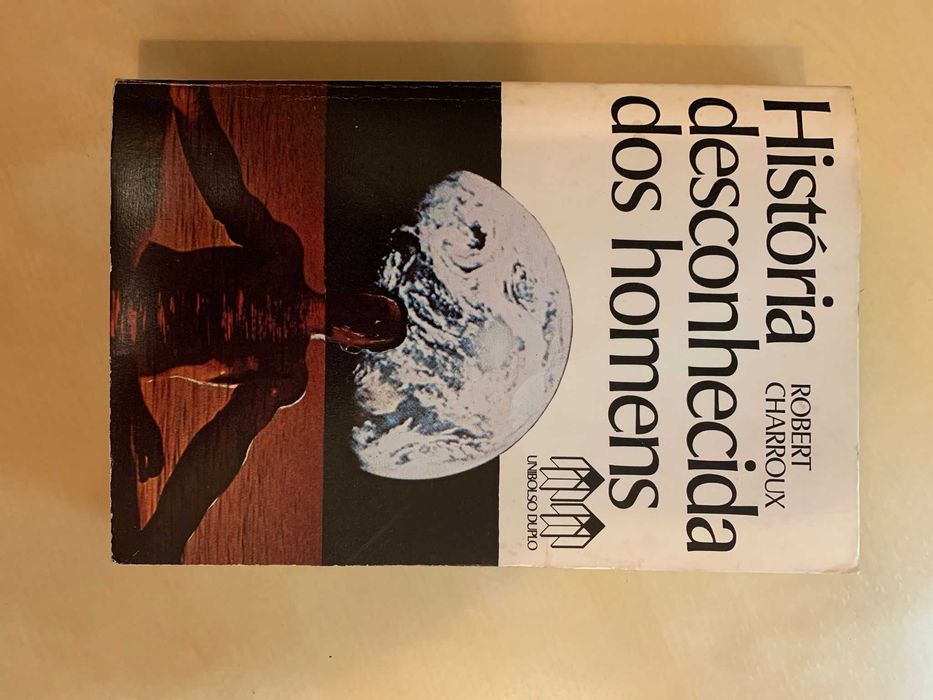 História
desconhecida
dos homens
ROBERT
CHARROUX
UNIBOLSO DUPLO